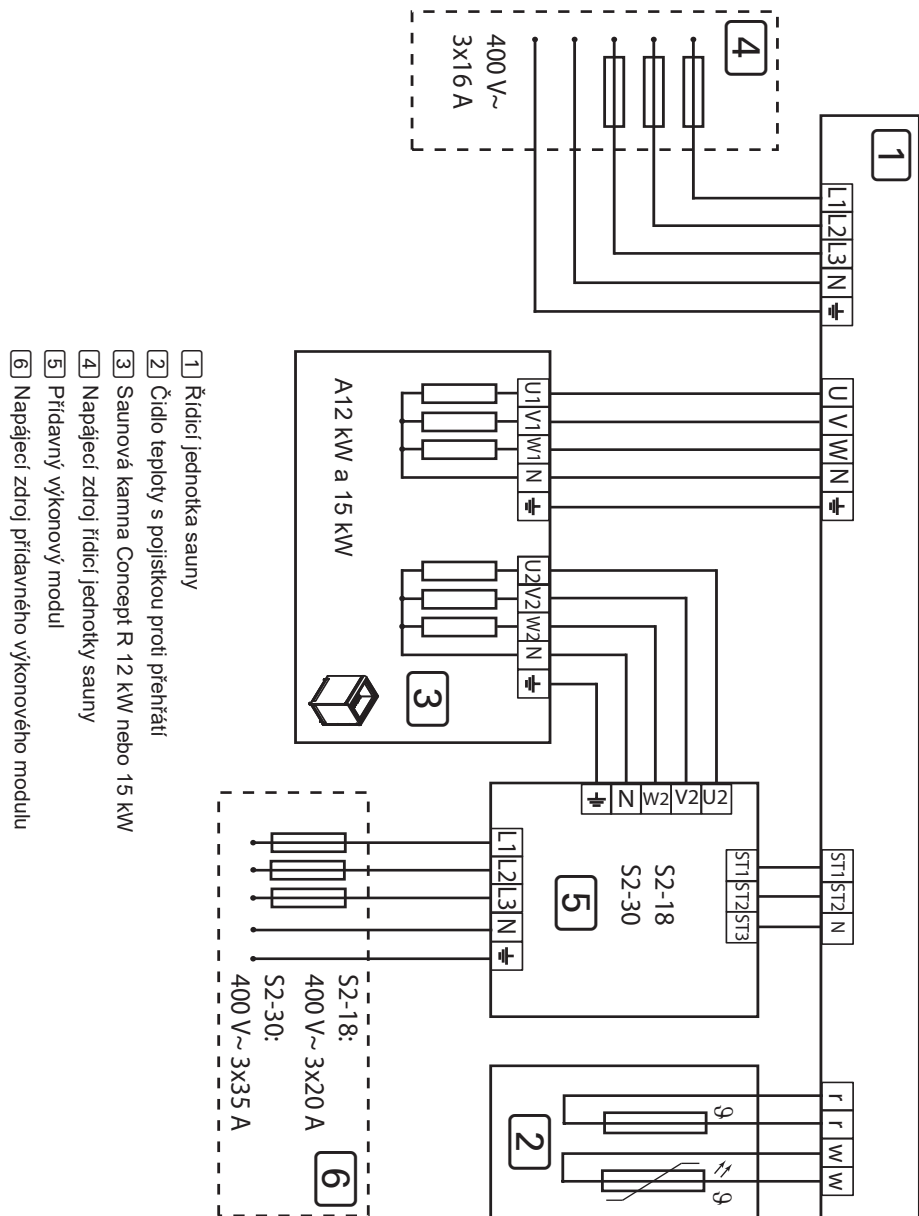 1
L1 L2 L3 N
U V W N
ST1 ST2 N
r r w w
4
400 V~
3x16 A
U1 V1 W1 N
U2 V2 W2 N
A12 kW a 15 kW
3
N W2 V2 U2
ST1 ST2 ST3
S2-18
S2-30
5
L1 L2 L3 N
ϑ
ϑ
2
S2-18:
400 V~ 3x20 A
S2-30:
400 V~ 3x35 A
6
1 Řídicí jednotka sauny
2 Čidlo teploty s pojistkou proti přehřátí
3 Saunová kamna Concept R 12 kW nebo 15 kW
4 Napájecí zdroj řídicí jednotky sauny
5 Přídavný výkonový modul
6 Napájecí zdroj přídavného výkonového modulu